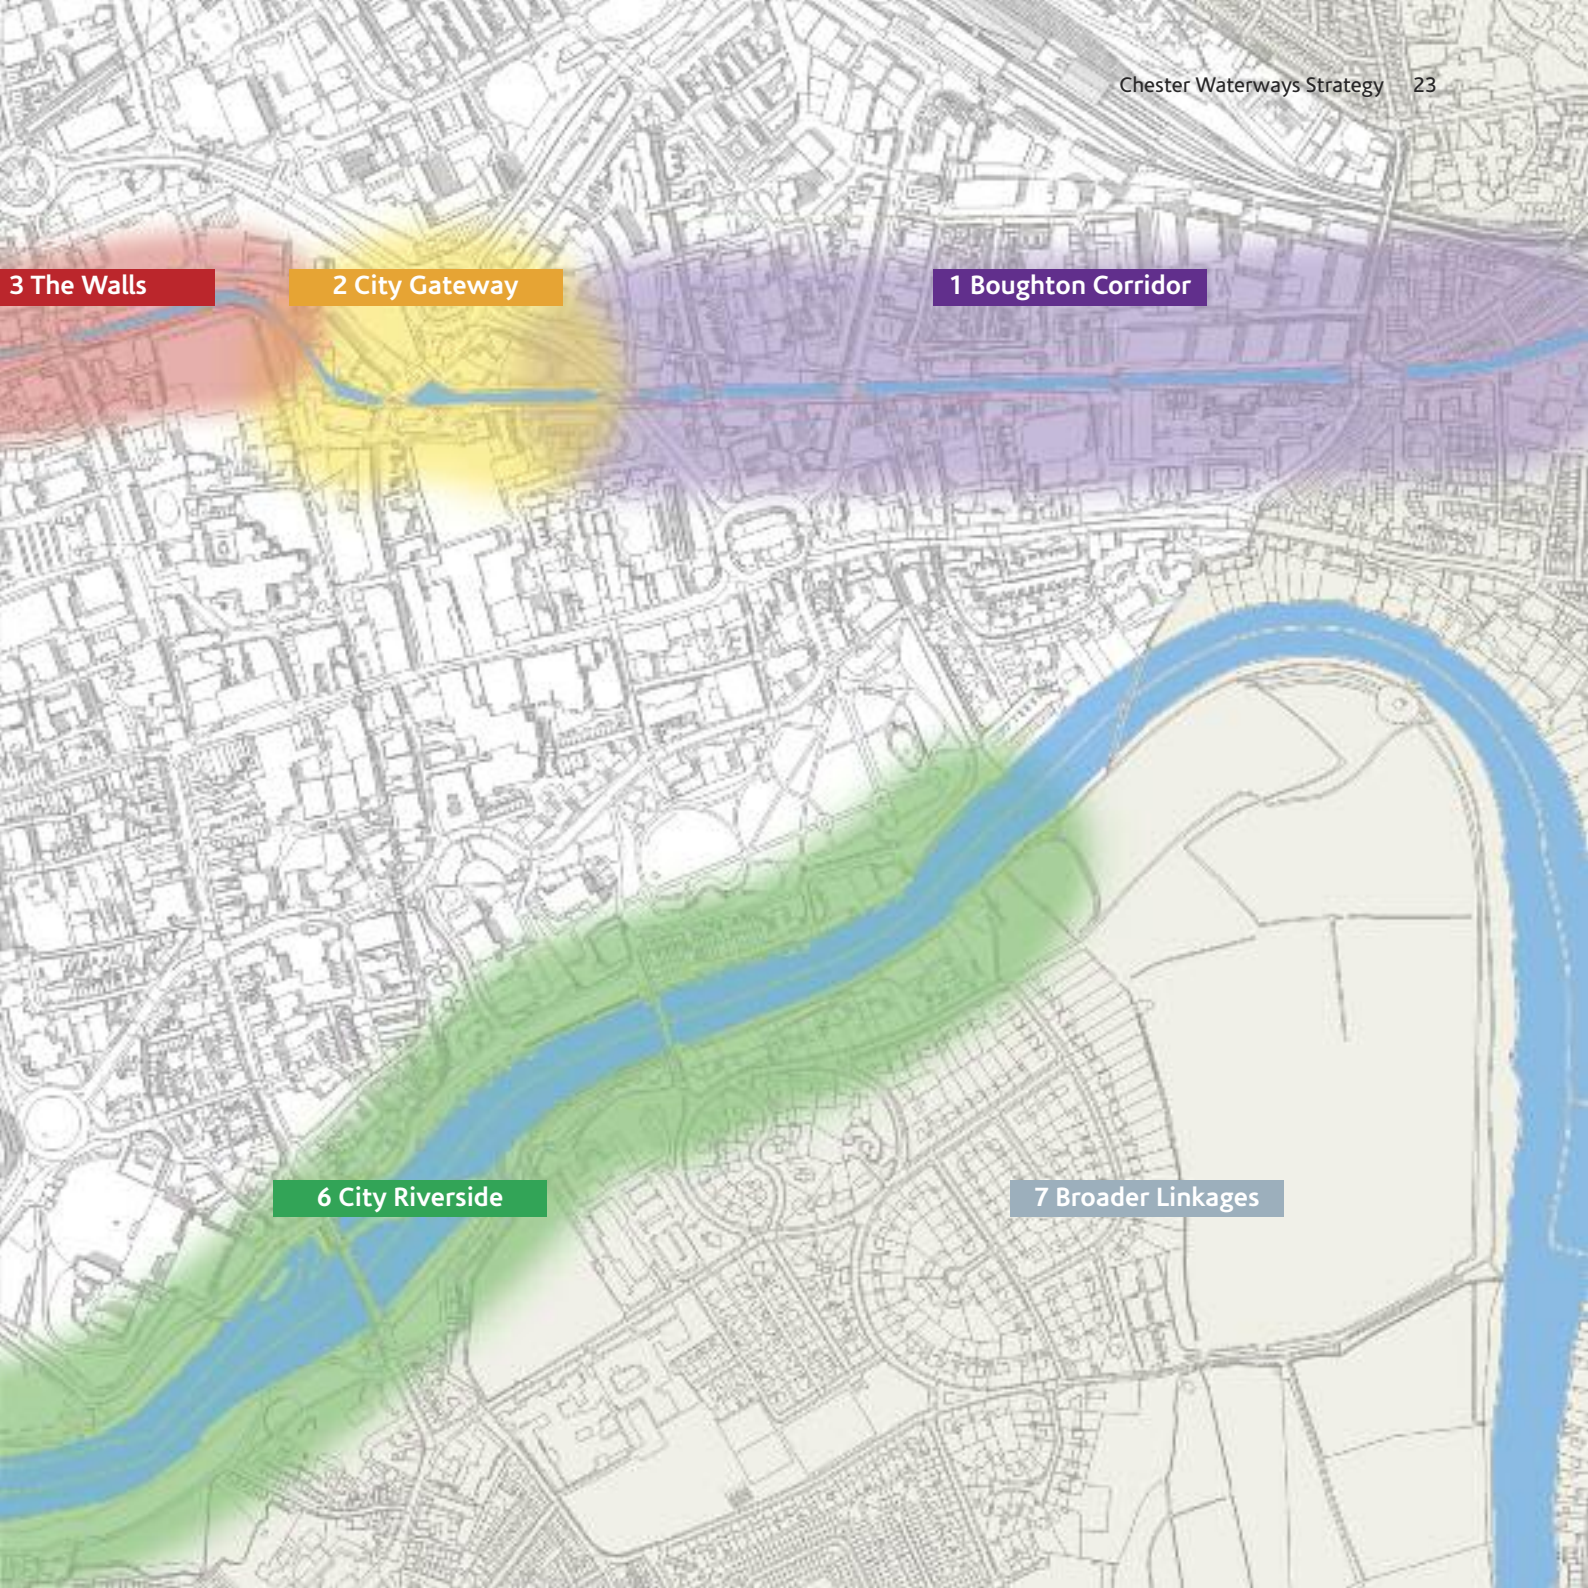 Chester Waterways Strategy 23
3 The Walls
2 City Gateway
1 Boughton Corridor
6 City Riverside
7 Broader Linkages